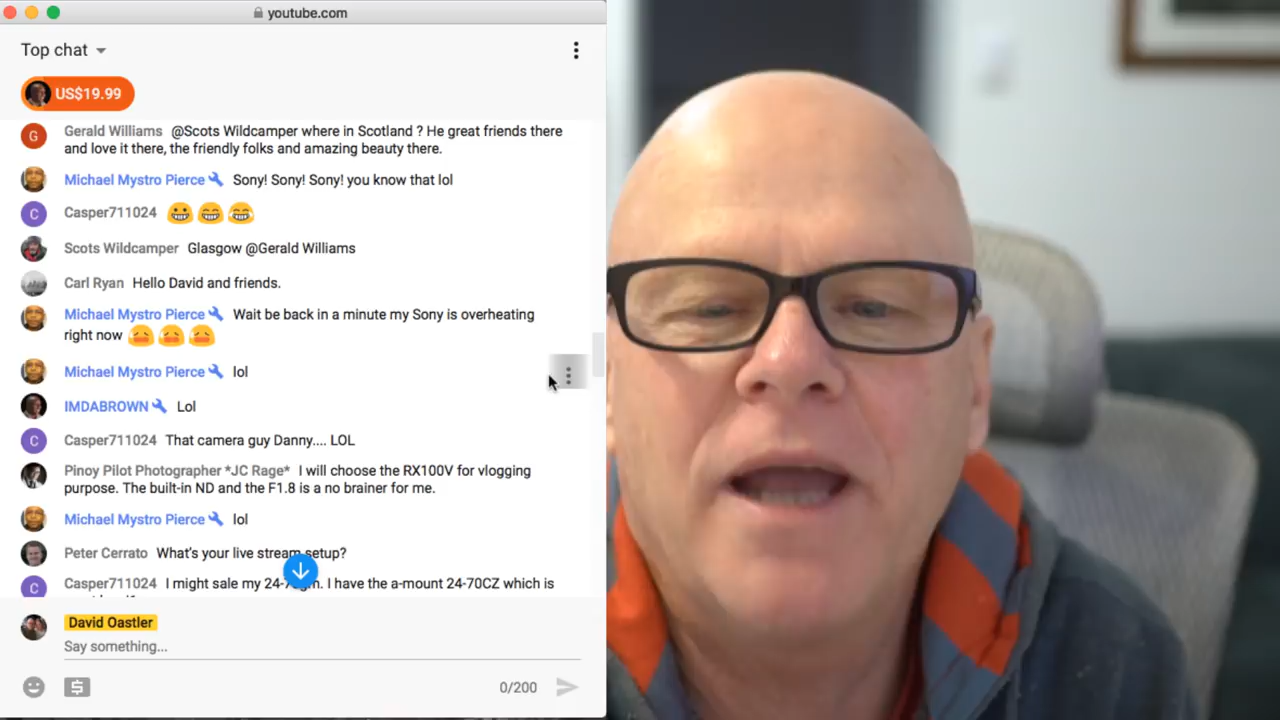 youtube.com
Top chat
US$19.99
G
Gerald Williams @Scots Wildcamper where in Scotland ? He great friends there
and love it there, the friendly folks and amazing beauty there.
Michael Mystro Pierce Sony! Sony! Sony! you know that lol
C Casper711024
Scots Wildcamper Glasgow @Gerald Williams
Carl Ryan Hello David and friends.
Michael Mystro Pierce Wait be back in a minute my Sony is overheating
right now
Michael Mystro Pierce lol
IMDABROWN Lol
C Casper711024 That camera guy Danny.... LOL
Pinoy Pilot Photographer *JC Rage* I will choose the RX100V for vlogging
purpose. The built-in ND and the F1.8 is a no brainer for me.
Michael Mystro Pierce lol
Peter Cerrato What's your live stream setup?
C Casper711024 I might sale my I have the a-mount 24-70CZ which is
David Oastler
Say something...
0/200